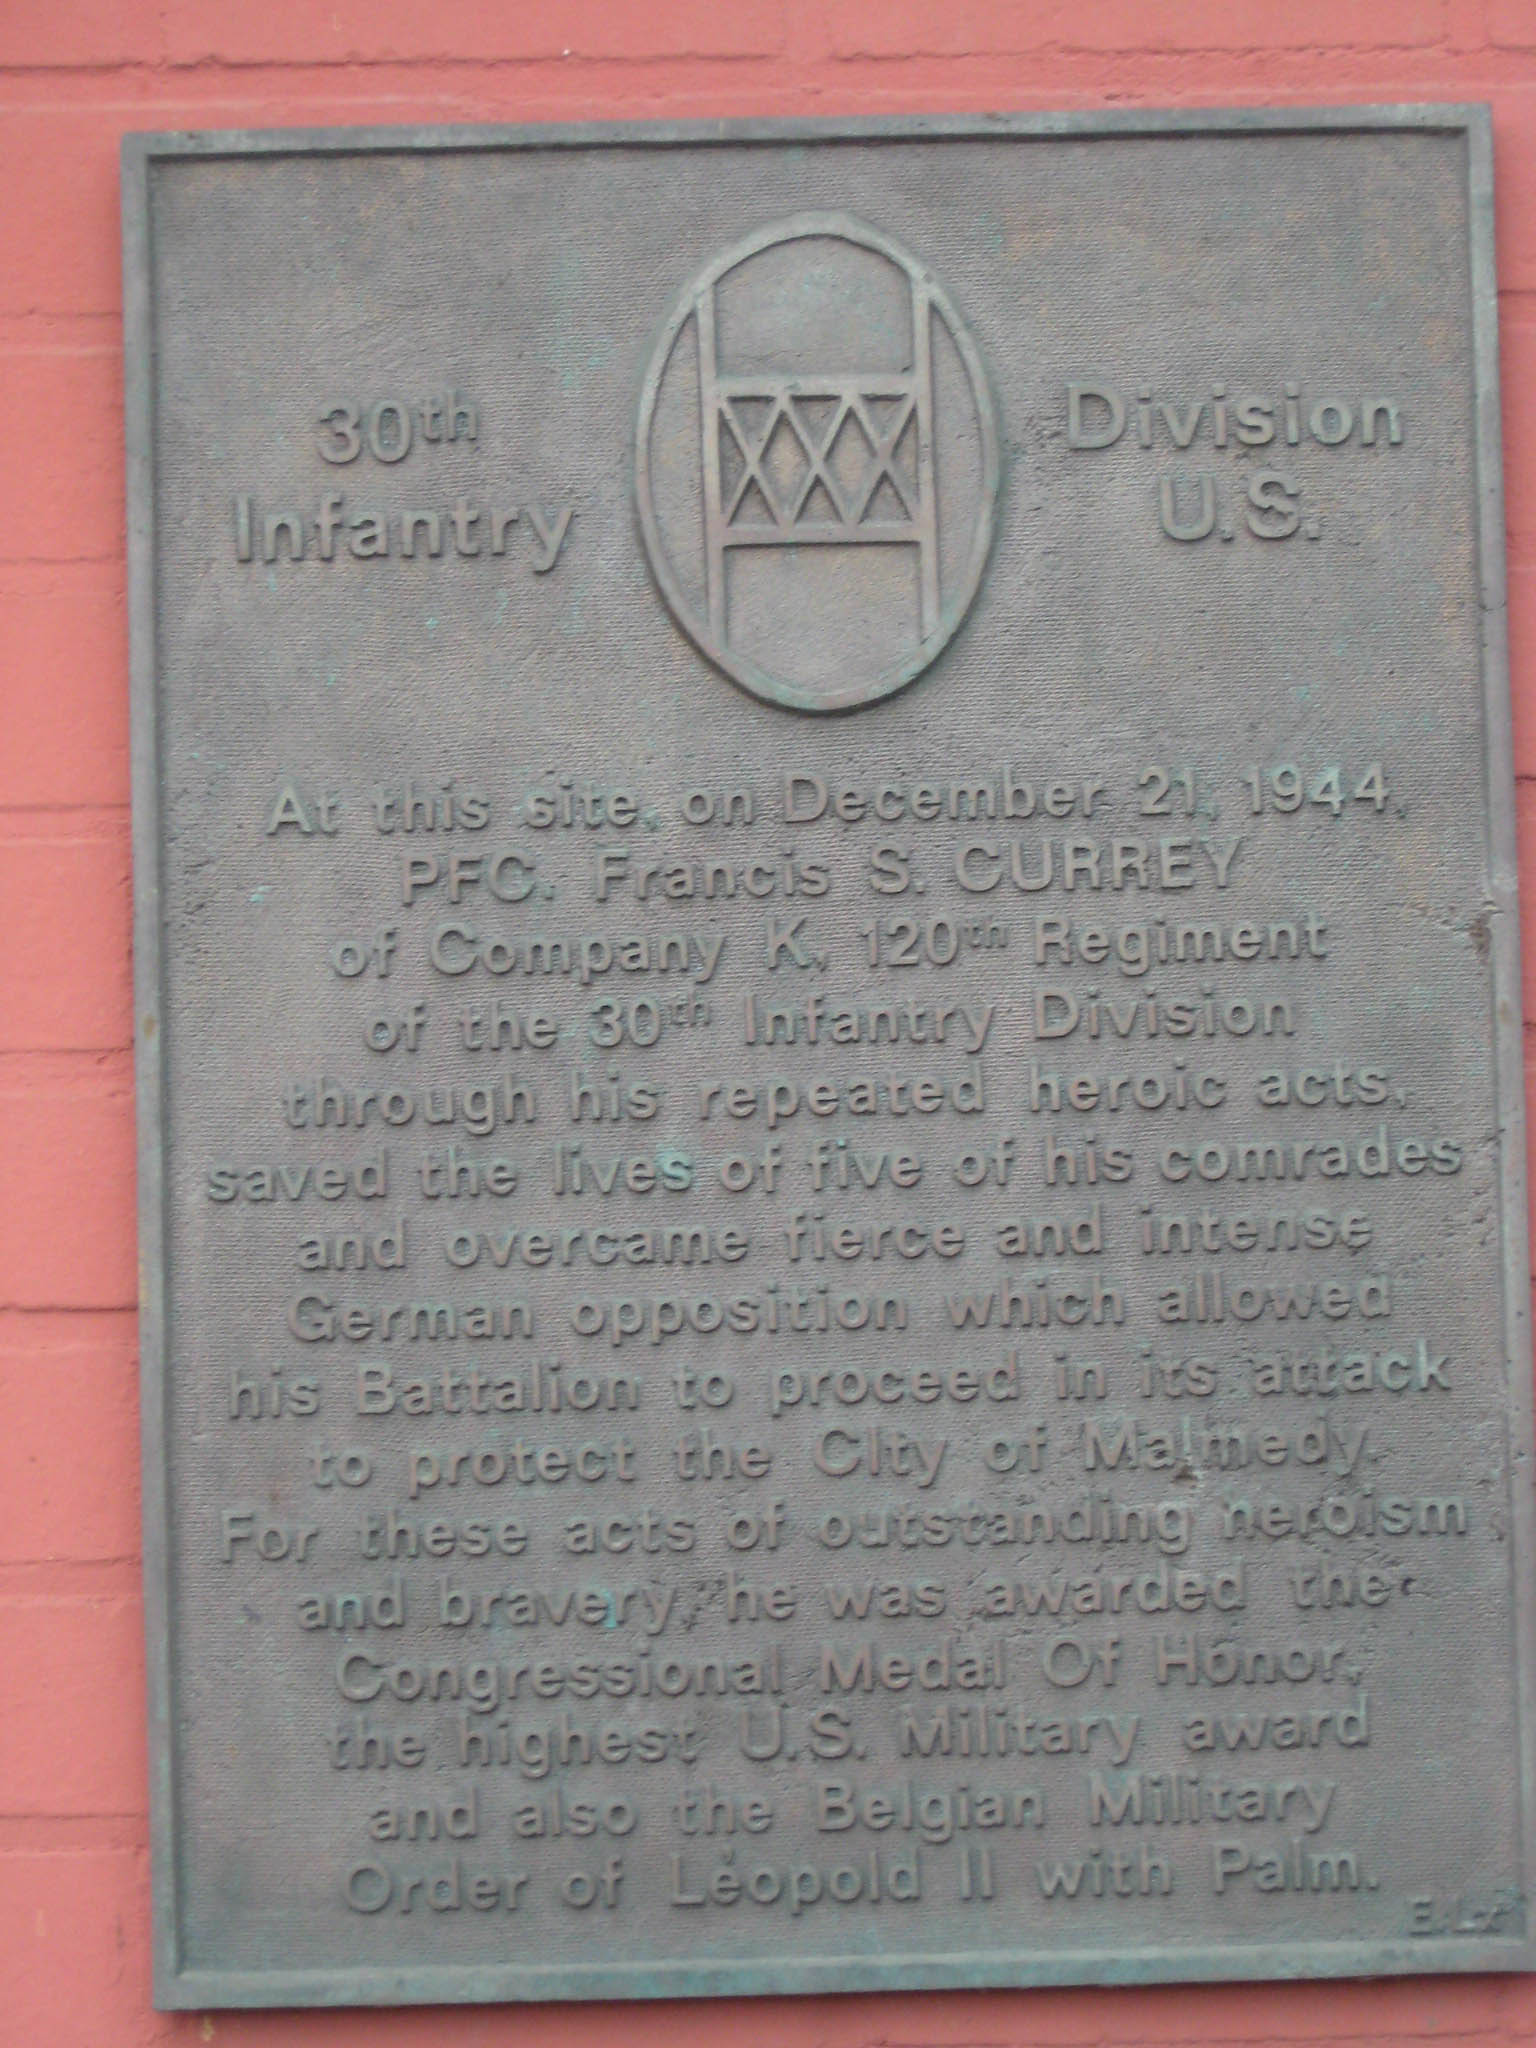 30th
Infantry
Division
U.S.
XXX
At this site, on December 21, 1944,
PFC. Francis S. CURREY
of Company K, 120th Regiment
of the 30th Infantry Division
through his repeated heroic acts,
saved the lives of five of his comrades
and overcame fierce and intense
German opposition which allowed
his Battalion to proceed in its attack
to protect the CIty of Malmedy.
For these acts of outstanding heroism
and bravery, he was awarded the
Congressional Medal Of Honor,
the highest U.S. Military award
and also the Belgian Military
Order of Léopold II with Palm.